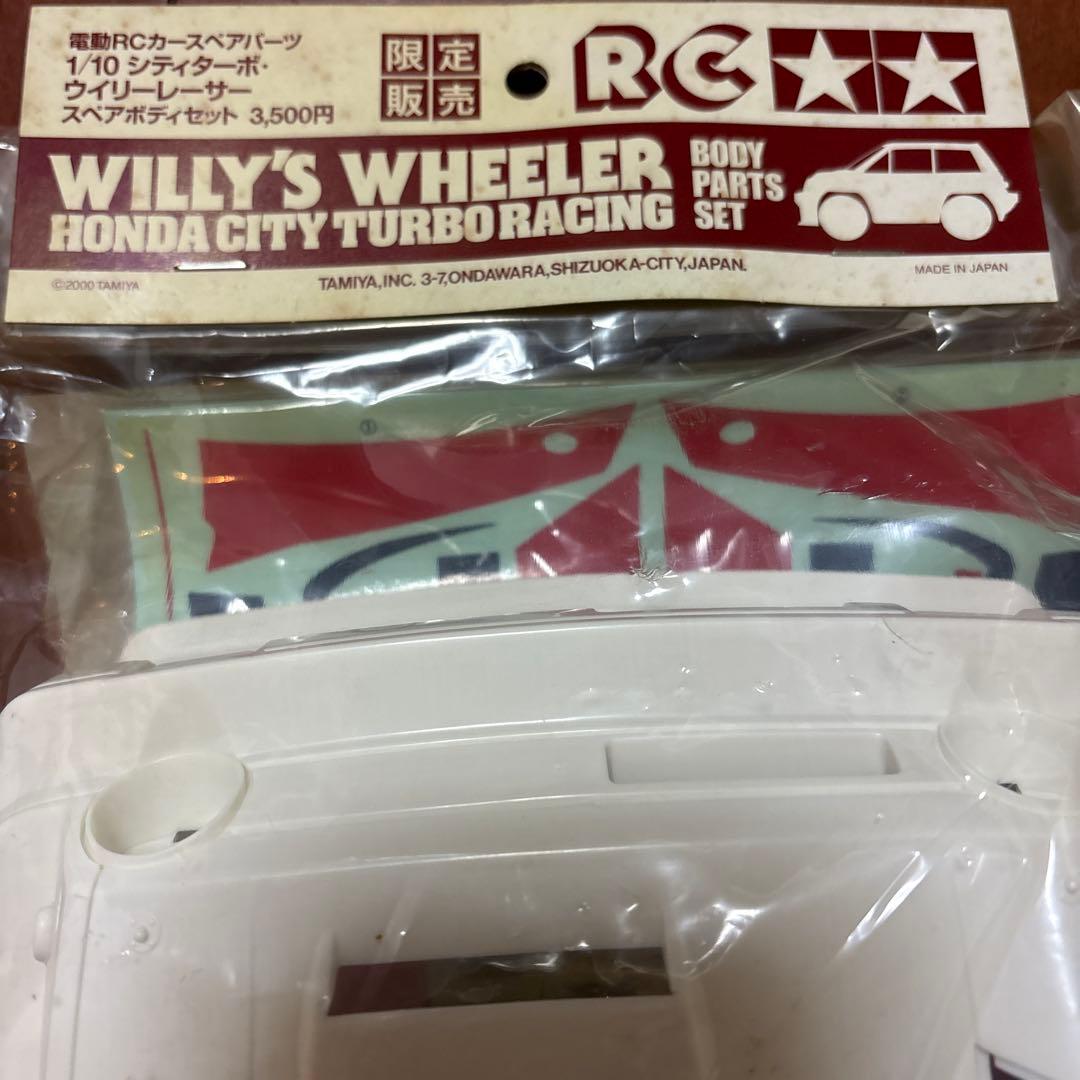 電動RCカースペアパーツ
1/10 シティターボ・
ウイリーレーサー
スペアボディセット 3,500円
限定
販売
RC
WILLY'S WHEELER
HONDA CITY TURBO RACING
BODY
PARTS
SET
©2000 TAMIYA
TAMIYA,INC. 3-7,ONDAWARA,SHIZUOKA-CITY,JAPAN.
MADE IN JAPAN
①